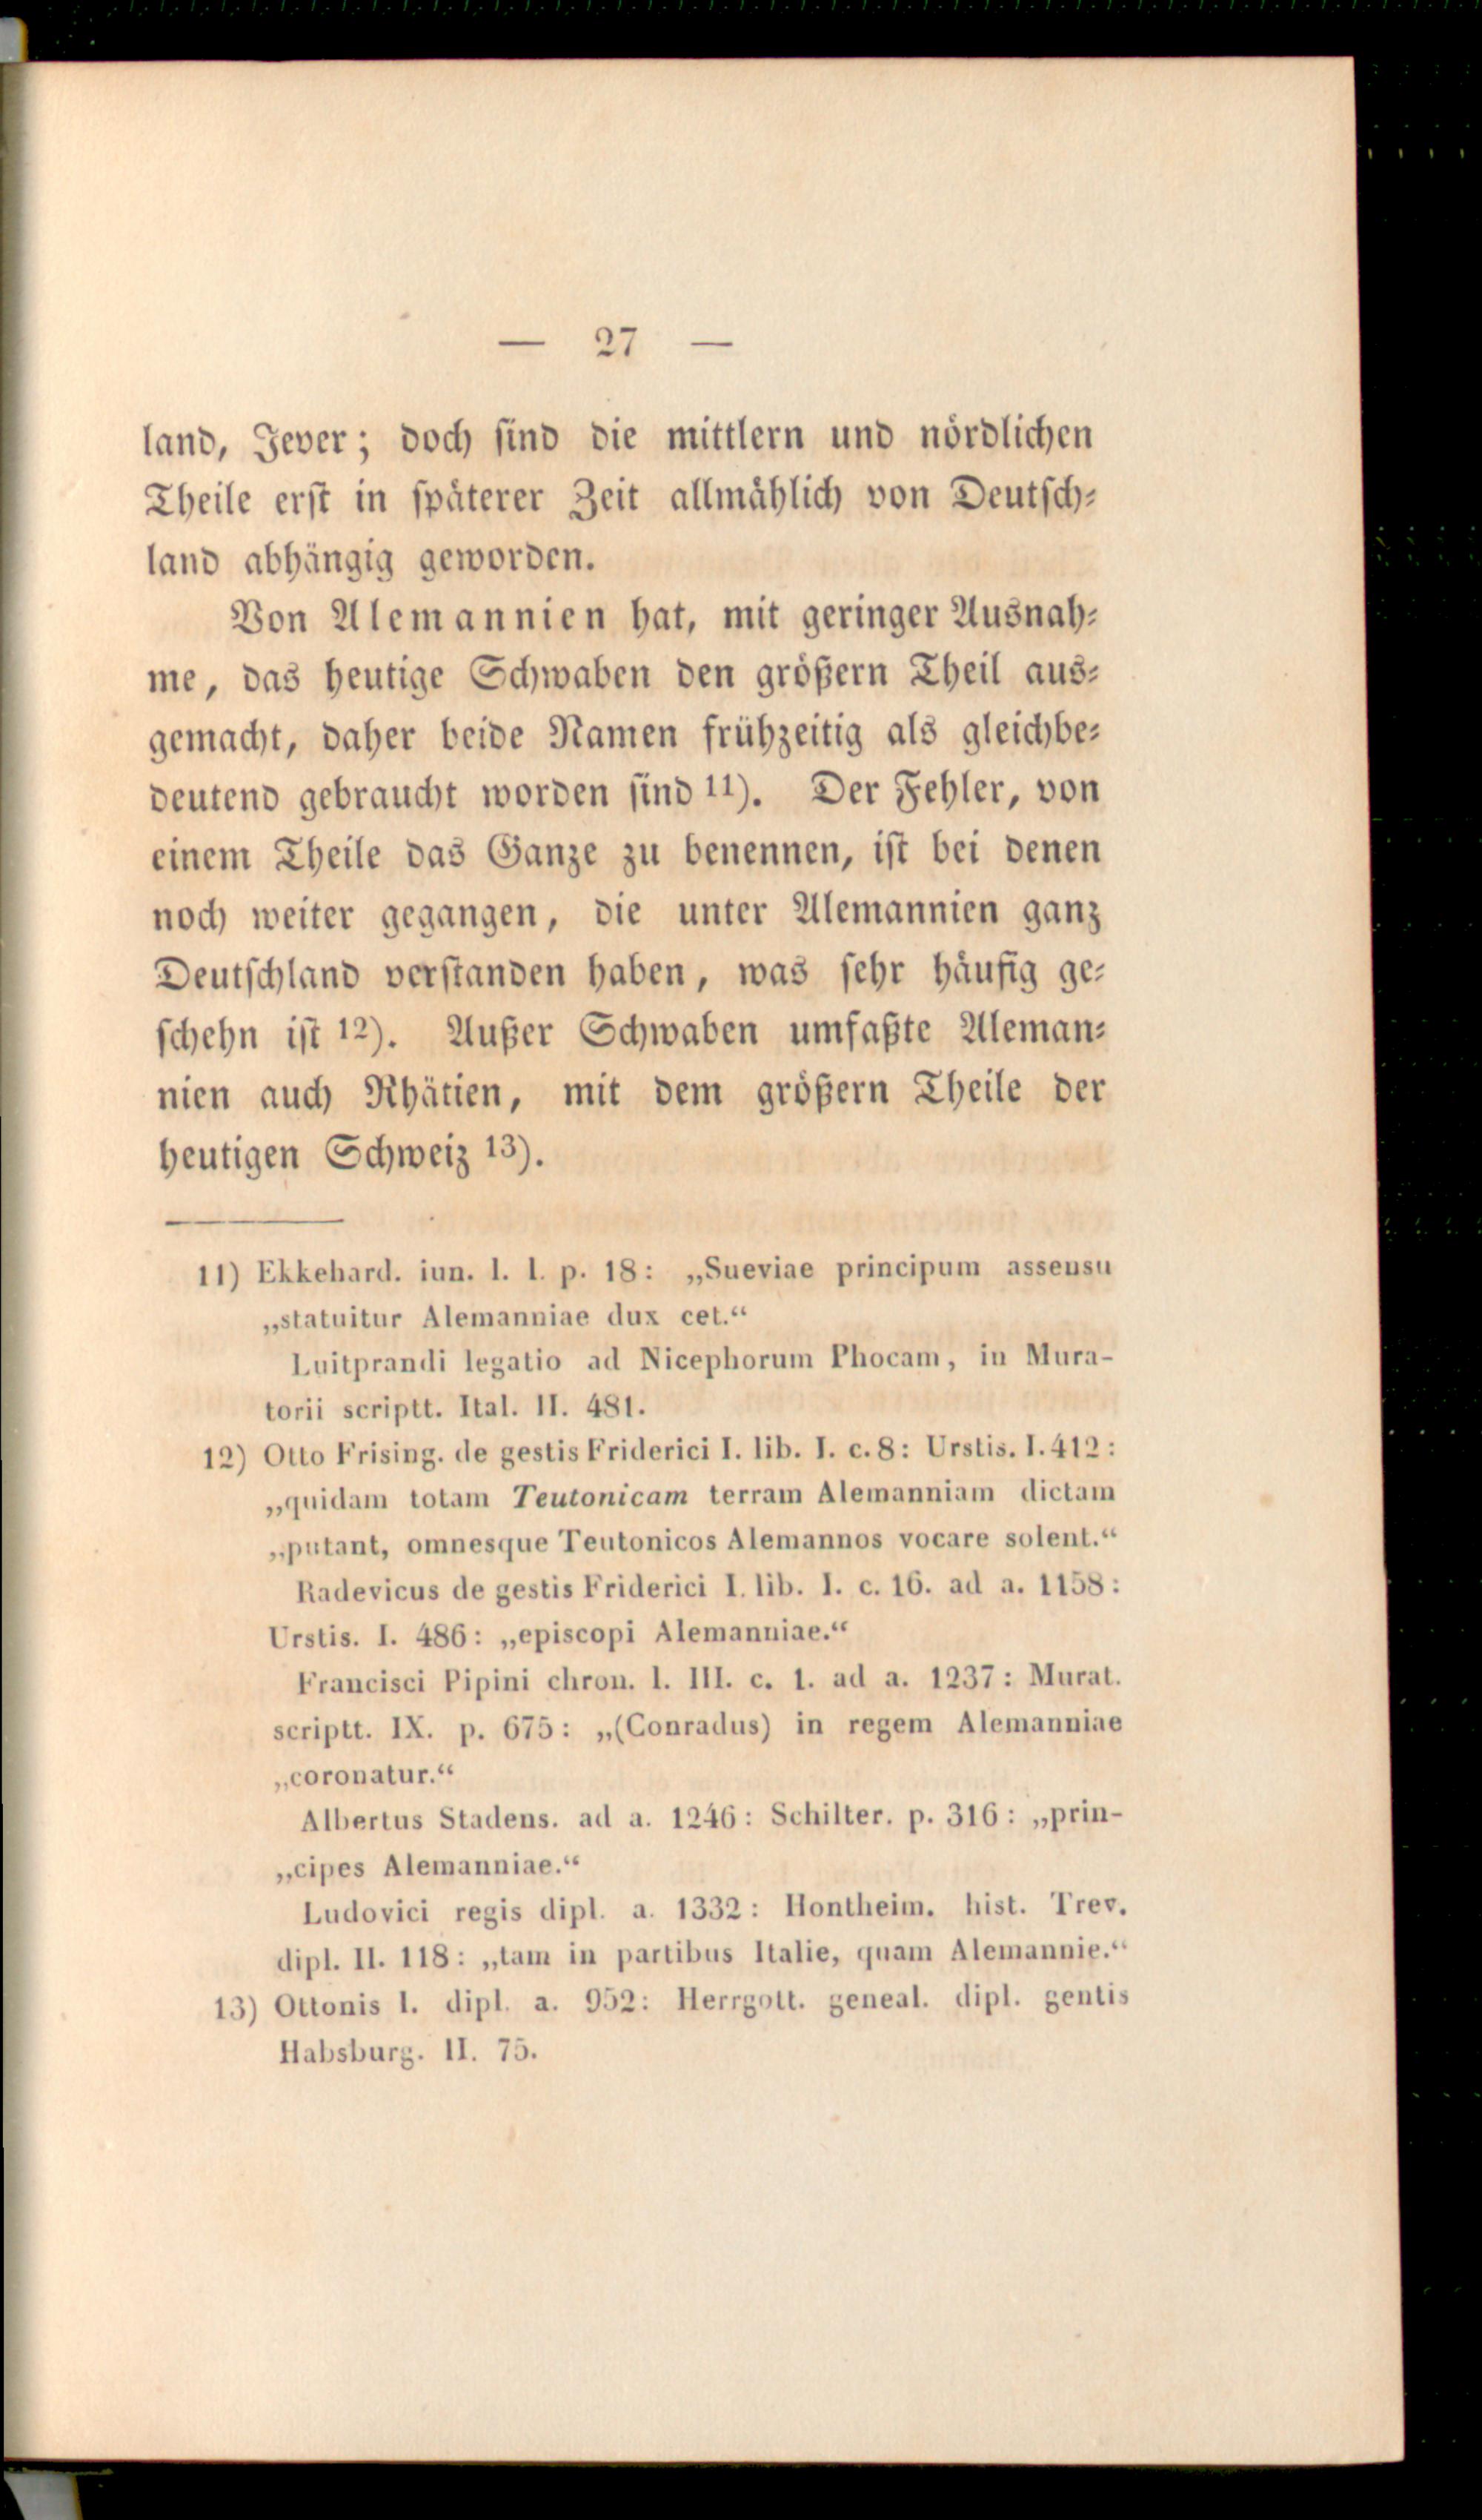 — 27 —
land, Jever; doch sind die mittlern und nördlichen
Theile erst in späterer Zeit allmählich von Deutsch-
land abhängig geworden.
Von Alemannien hat, mit geringer Ausnah-
me, das heutige Schwaben den größern Theil aus-
gemacht, daher beide Namen frühzeitig als gleichbe-
deutend gebraucht worden sind 11). Der Fehler, von
einem Theile das Ganze zu benennen, ist bei denen
noch weiter gegangen, die unter Alemannien ganz
Deutschland verstanden haben, was sehr häufig ge-
schehn ist 12). Außer Schwaben umfaßte Aleman-
nien auch Rhätien, mit dem größern Theile der
heutigen Schweiz 13).
11) Ekkehard. iun. l. l. p. 18: „Sueviae principum assensu
„statuitur Alemanniae dux cet.“
Luitprandi legatio ad Nicephorum Phocam, in Mura-
torii scriptt. Ital. II. 481.
12) Otto Frising. de gestis Friderici I. lib. I. c. 8: Urstis. I. 412:
„quidam totam Teutonicam terram Alemanniam dictam
„putant, omnesque Teutonicos Alemannos vocare solent.“
Radevicus de gestis Friderici I. lib. I. c. 16. ad a. 1158:
Urstis. I. 486: „episcopi Alemanniae.“
Francisci Pipini chron. l. III. c. 1. ad a. 1237: Murat.
scriptt. IX. p. 675: „(Conradus) in regem Alemanniae
„coronatur.“
Albertus Stadens. ad a. 1246: Schilter. p. 316: „prin-
„cipes Alemanniae.“
Ludovici regis dipl. a. 1332: Hontheim. hist. Trev.
dipl. II. 118: „tam in partibus Italie, quam Alemannie.“
13) Ottonis I. dipl. a. 952: Herrgott. geneal. dipl. gentis
Habsburg. II. 75.